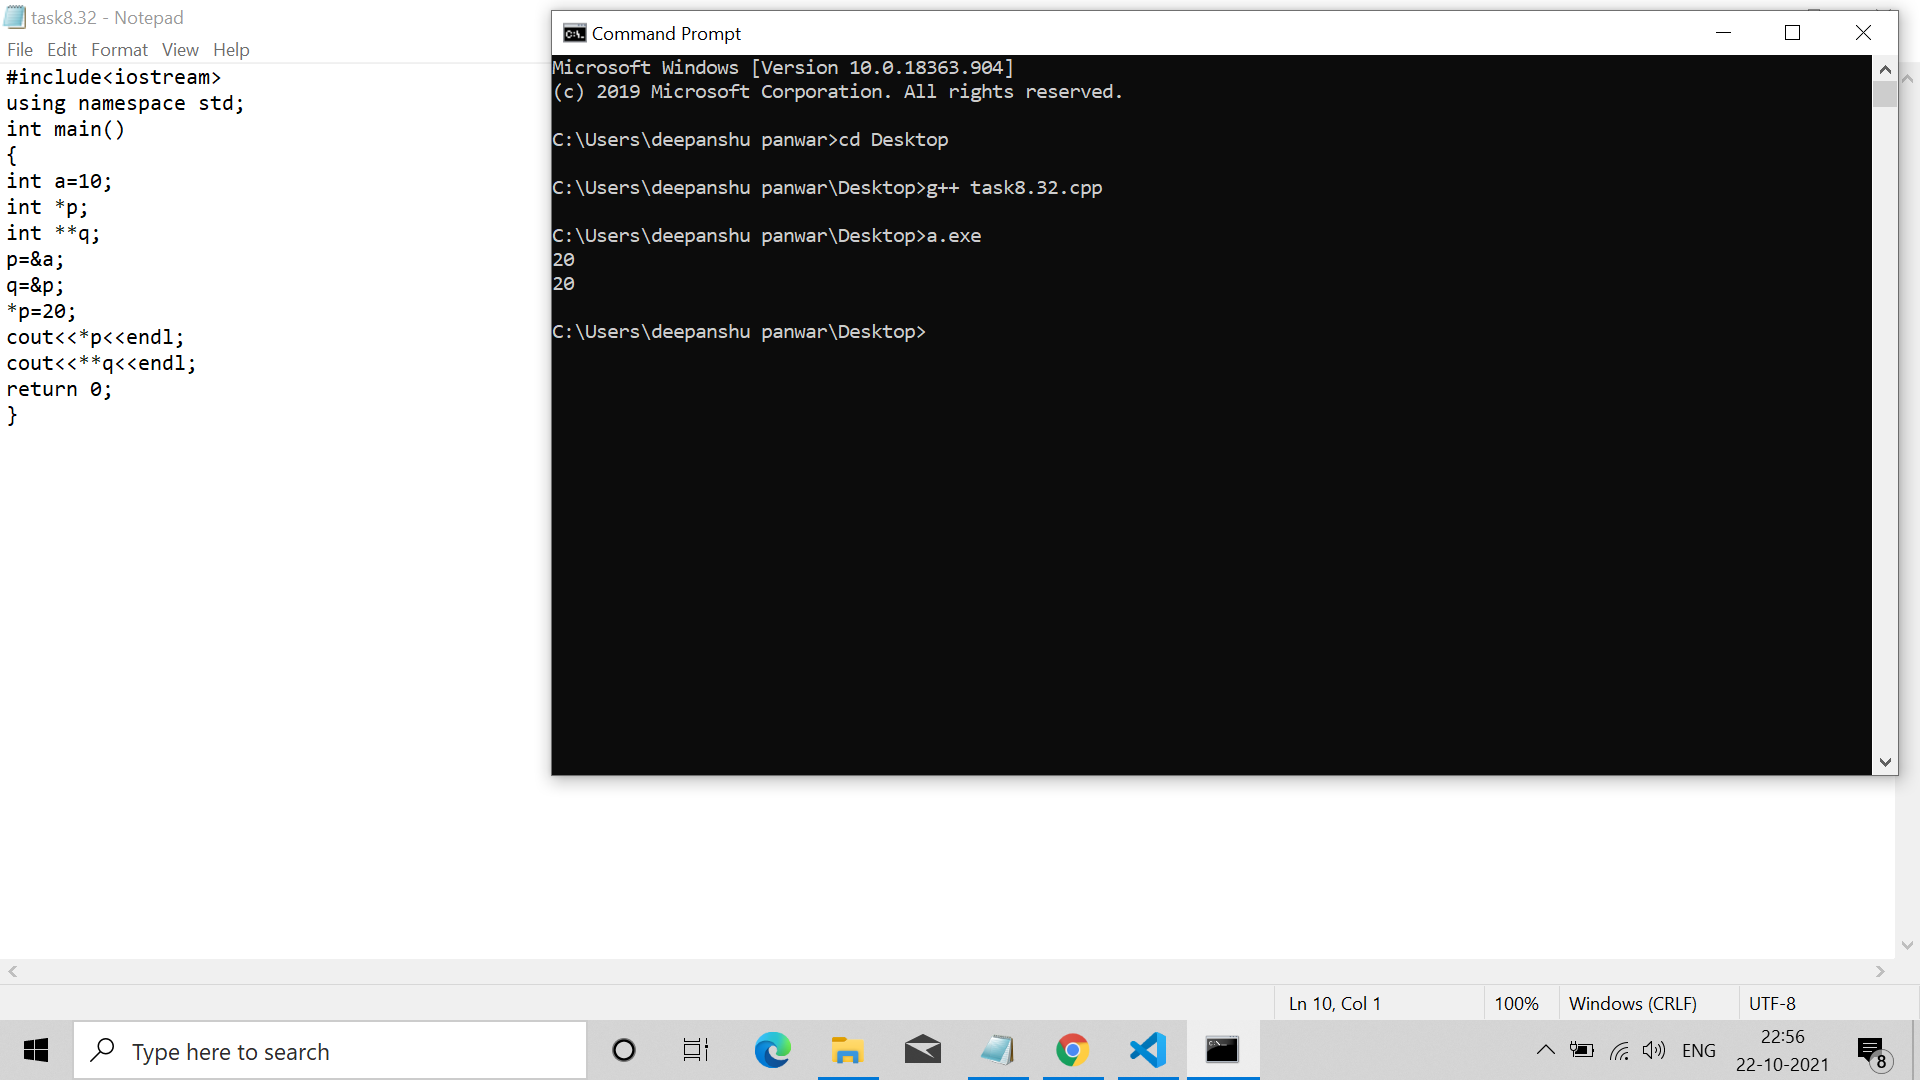 task8.32 - Notepad
File Edit Format View Help
#include<iostream>
using namespace std;
int main()
{
int a=10;
int *p;
int **q;
p=&a;
q=&p;
*p=20;
cout<<*p<<endl;
cout<<**q<<endl;
return 0;
}
Command Prompt
Microsoft Windows [Version 10.0.18363.904]
(c) 2019 Microsoft Corporation. All rights reserved.
C:\Users\deepanshu panwar>cd Desktop
C:\Users\deepanshu panwar\Desktop>g++ task8.32.cpp
C:\Users\deepanshu panwar\Desktop>a.exe
20
20
C:\Users\deepanshu panwar\Desktop>
Ln 10, Col 1 100% Windows (CRLF) UTF-8
Type here to search
ENG
22:56
22-10-2021
8